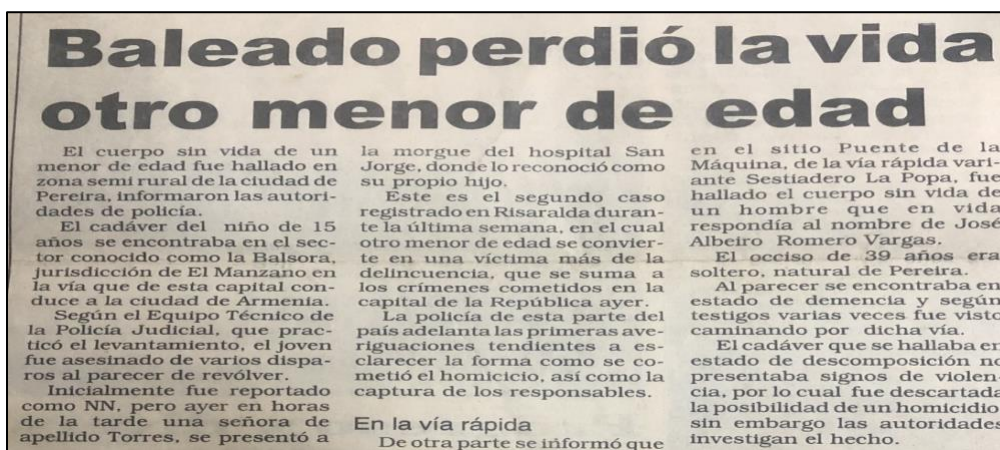 Baleado perdió la vida
otro menor de edad
El cuerpo sin vida de un
menor de edad fue hallado en
zona semi rural de la ciudad de
Pereira, informaron las autori-
dades de policía.
El cadáver del niño de 15
años se encontraba en el sec-
tor conocido como la Balsora,
jurisdicción de El Manzano en
la vía que de esta capital con-
duce a la ciudad de Armenia.
Según el Equipo Técnico de
la Policía Judicial, que prac-
ticó el levantamiento, el joven
fue asesinado de varios dispa-
ros al parecer de revólver.
Inicialmente fue reportado
como NN, pero ayer en horas
de la tarde una señora de
apellido Torres, se presentó a
la morgue del hospital San
Jorge, donde lo reconoció como
su propio hijo.
Este es el segundo caso
registrado en Risaralda duran-
te la última semana, en el cual
otro menor de edad se convier-
te en una víctima más de la
delincuencia, que se suma a
los crímenes cometidos en la
capital de la República ayer.
La policía de esta parte del
país adelanta las primeras ave-
riguaciones tendientes a es-
clarecer la forma como se co-
metió el homicicio, así como la
captura de los responsables.
En la vía rápida
De otra parte se informó que
en el sitio Puente de la
Máquina, de la vía rápida vari-
ante Sestiadero La Popa, fue
hallado el cuerpo sin vida de
un hombre que en vida
respondía al nombre de José
Albeiro Romero Vargas.
El occiso de 39 años era
soltero, natural de Pereira.
Al parecer se encontraba en
estado de demencia y según
testigos varias veces fue visto
caminando por dicha vía.
El cadáver que se hallaba en
estado de descomposición no
presentaba signos de violen-
cia, por lo cual fue descartada
la posibilidad de un homicidio,
sin embargo las autoridades
investigan el hecho.